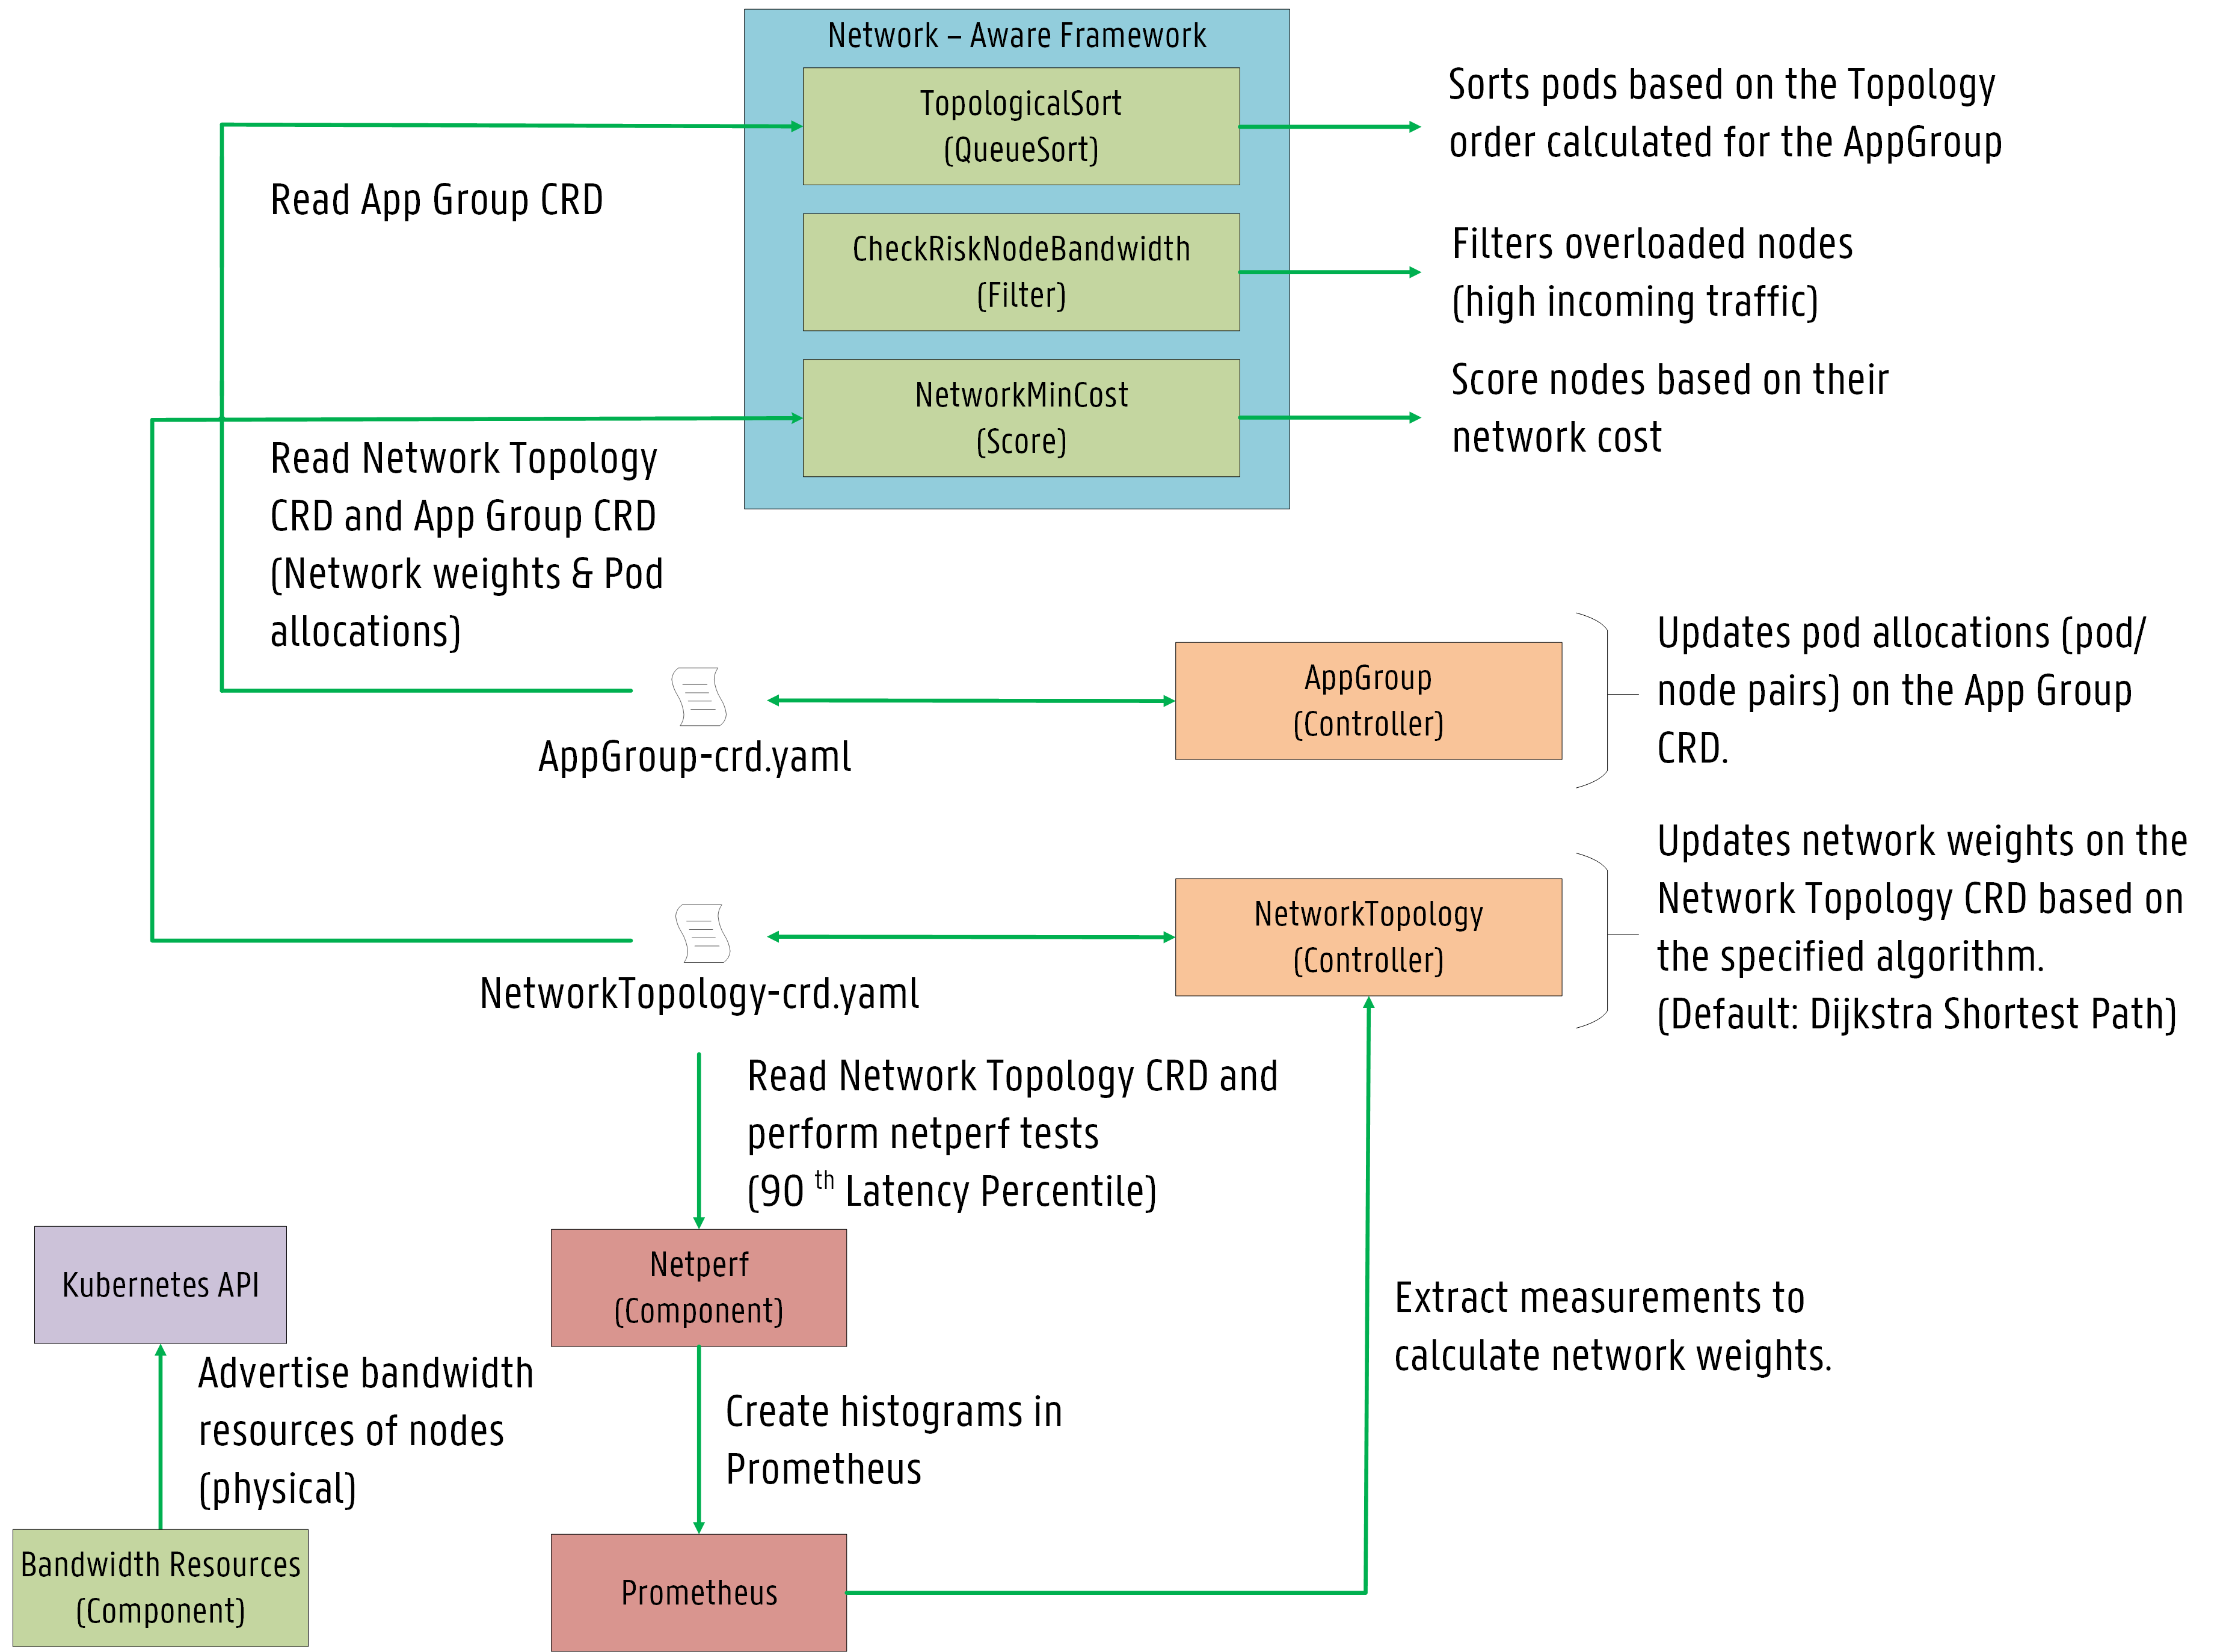 Network – Aware Framework
TopologicalSort
(QueueSort)
Sorts pods based on the Topology
order calculated for the AppGroup
Read App Group CRD
CheckRiskNodeBandwidth
(Filter)
Filters overloaded nodes
(high incoming traffic)
NetworkMinCost
(Score)
Score nodes based on their
network cost
Read Network Topology
CRD and App Group CRD
(Network weights & Pod
allocations)
AppGroup-crd.yaml
AppGroup
(Controller)
Updates pod allocations (pod/
node pairs) on the App Group
CRD.
NetworkTopology-crd.yaml
NetworkTopology
(Controller)
Updates network weights on the
Network Topology CRD based on
the specified algorithm.
(Default: Dijkstra Shortest Path)
Read Network Topology CRD and
perform netperf tests
(90 th Latency Percentile)
Kubernetes API
Netperf
(Component)
Extract measurements to
calculate network weights.
Advertise bandwidth
resources of nodes
(physical)
Create histograms in
Prometheus
Bandwidth Resources
(Component)
Prometheus